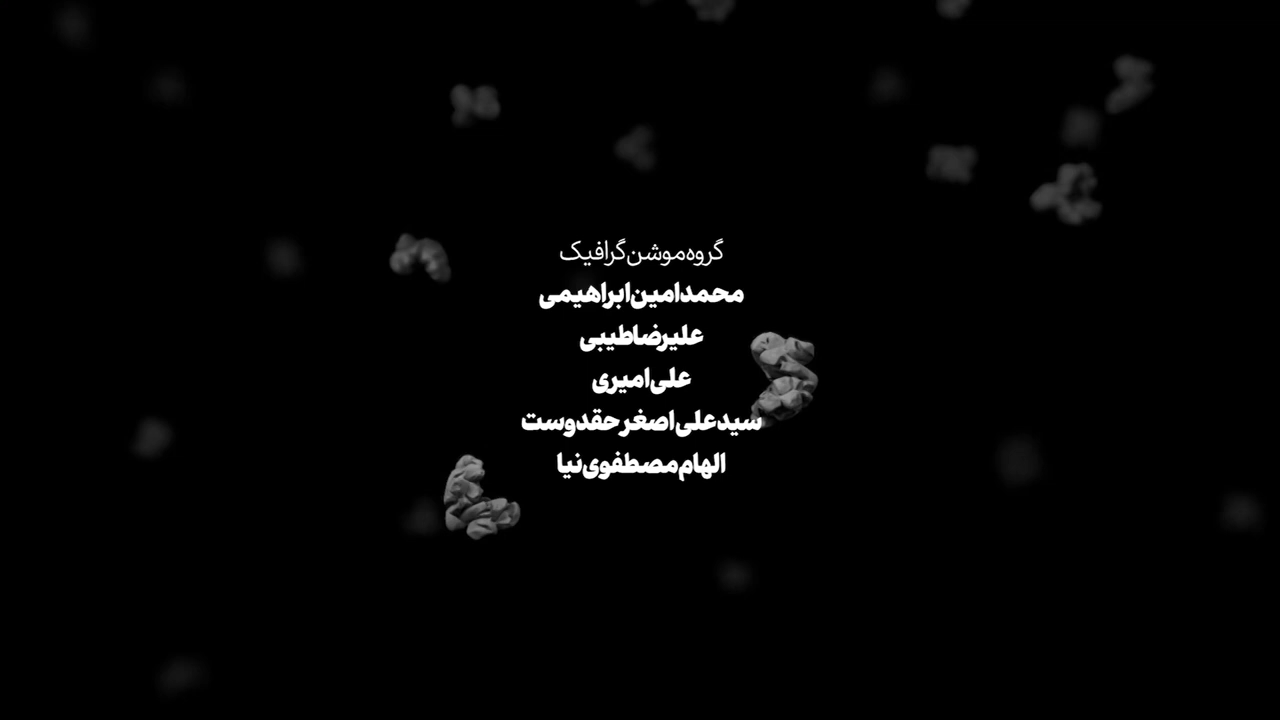 گروه موشن گرافیک
محمدامین ابراهیمی
علیرضا طیبی
علی امیری
سیدعلی اصغر حقدوست
الهام مصطفوی نیا